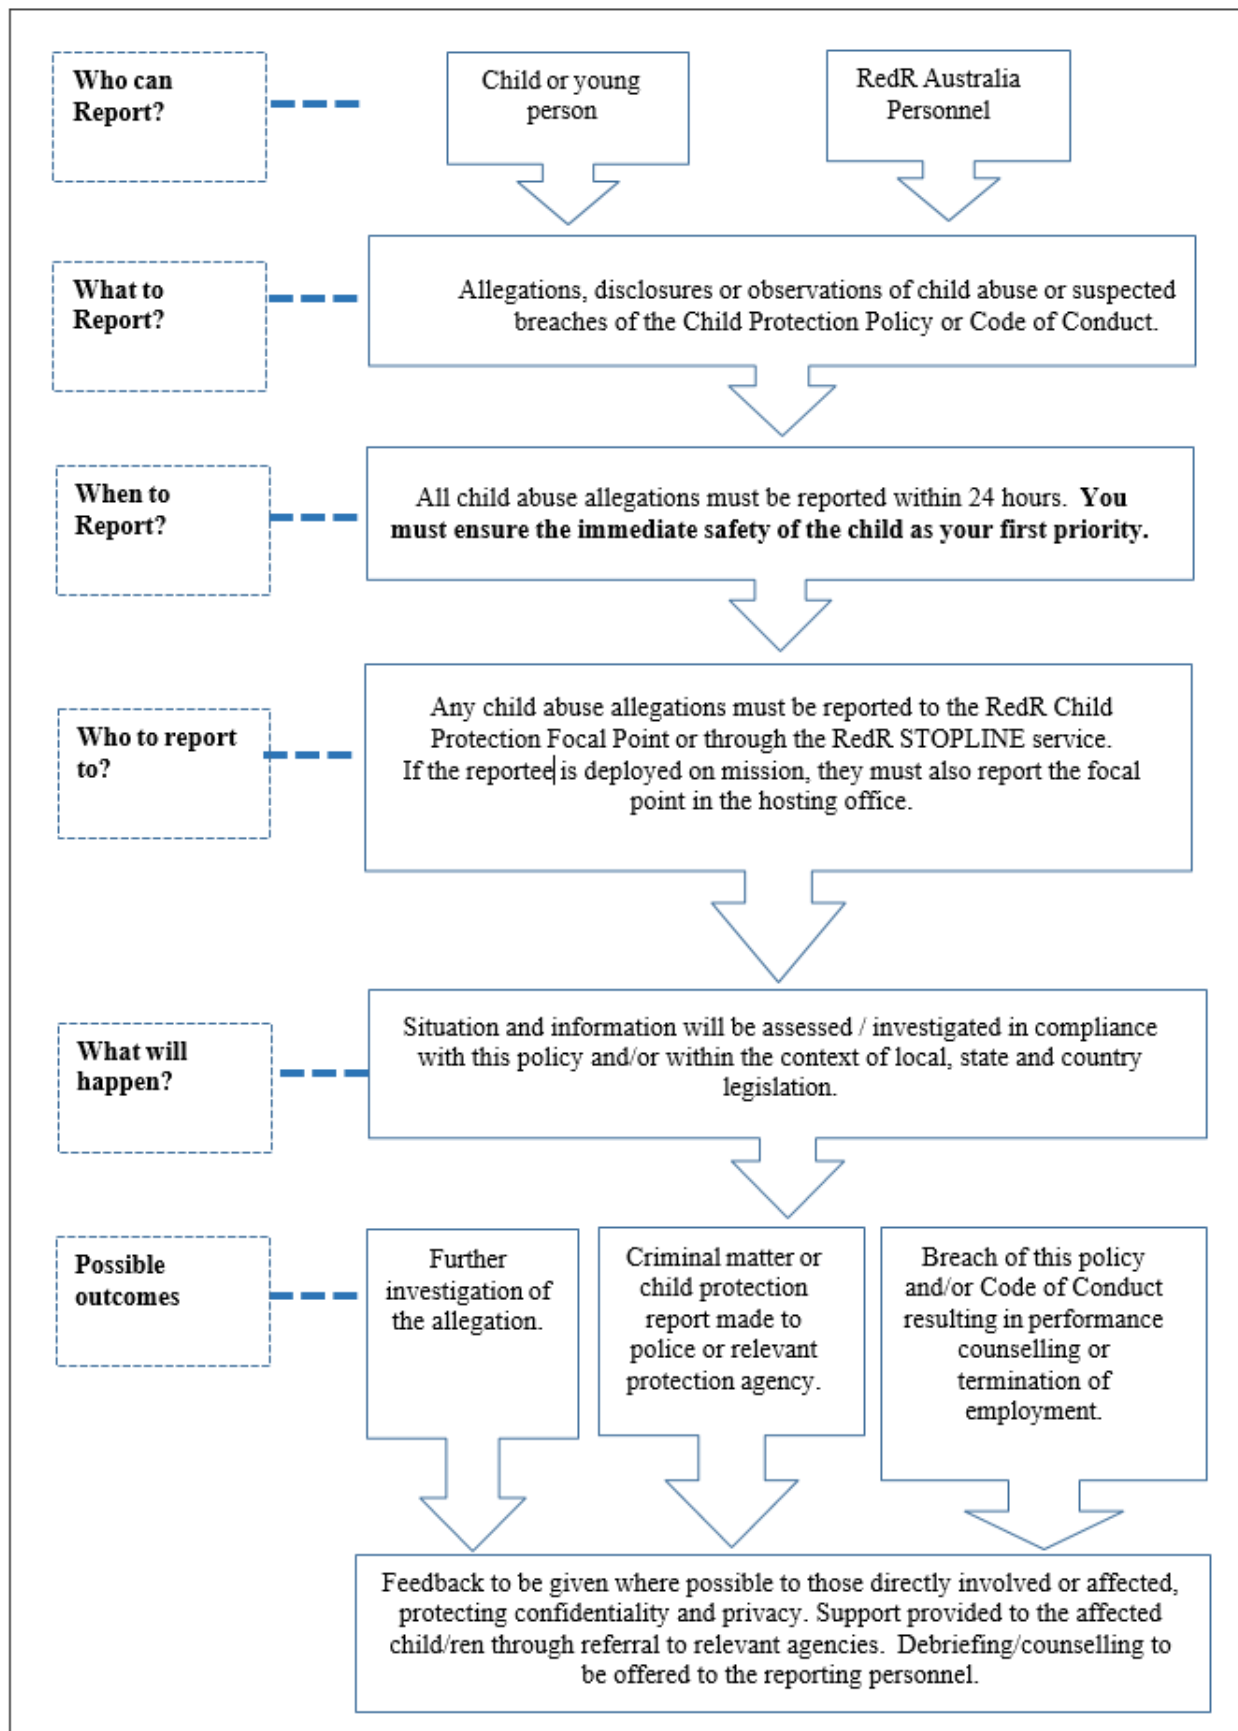 Who can
Report?
Child or young
person
RedR Australia
Personnel
What to
Report?
Allegations, disclosures or observations of child abuse or suspected
breaches of the Child Protection Policy or Code of Conduct.
When to
Report?
All child abuse allegations must be reported within 24 hours.  You
must ensure the immediate safety of the child as your first priority.
Who to report
to?
Any child abuse allegations must be reported to the RedR Child
Protection Focal Point or through the RedR STOPLINE service.
If the reportee is deployed on mission, they must also report the focal
point in the hosting office.
What will
happen?
Situation and information will be assessed / investigated in compliance
with this policy and/or within the context of local, state and country
legislation.
Possible
outcomes
Further
investigation of
the allegation.
Criminal matter or
child protection
report made to
police or relevant
protection agency.
Breach of this policy
and/or Code of Conduct
resulting in performance
counselling or
termination of
employment.
Feedback to be given where possible to those directly involved or affected,
protecting confidentiality and privacy. Support provided to the affected
child/ren through referral to relevant agencies.  Debriefing/counselling to
be offered to the reporting personnel.